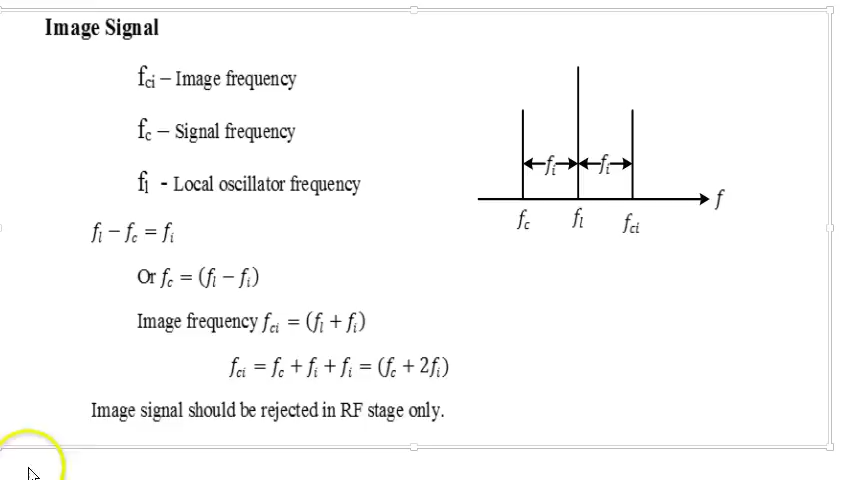 Image Signal
fci – Image frequency
fc – Signal frequency
fl - Local oscillator frequency
fl − fc = fi
Or fc = (fl − fi)
Image frequency fci = (fl + fi)
fci = fc + fi + fi = (fc + 2fi)
Image signal should be rejected in RF stage only.
fi fi
f
fc fl fci